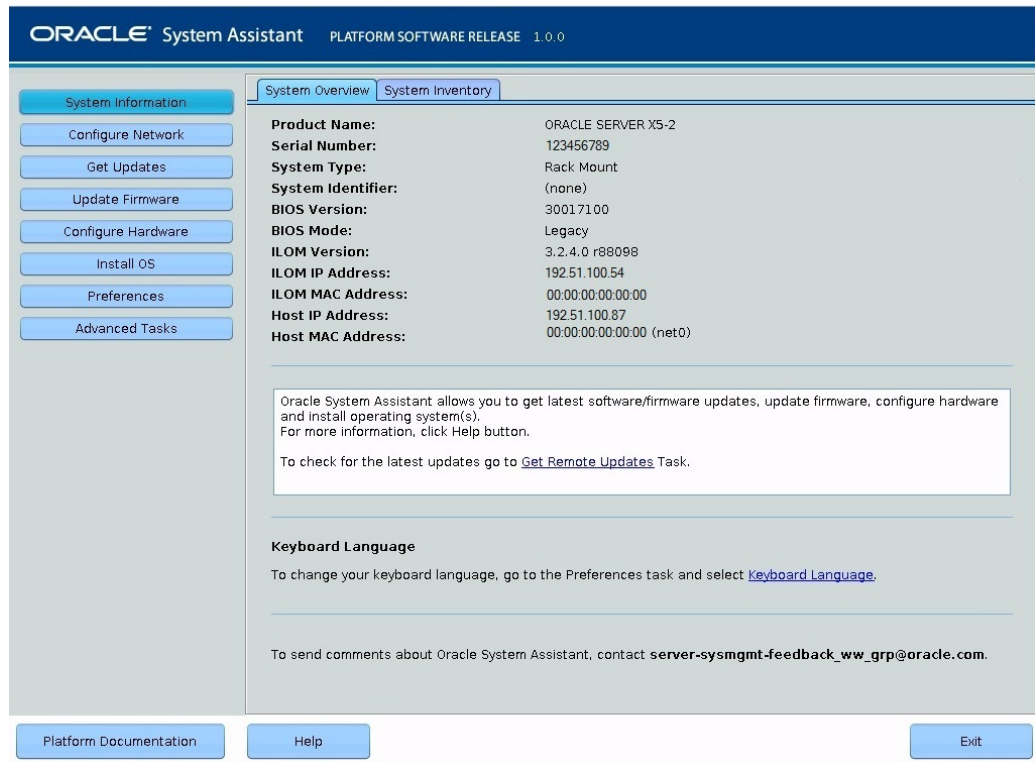 ORACLE® System Assistant PLATFORM SOFTWARE RELEASE 1.0.0
System Information
Configure Network
Get Updates
Update Firmware
Configure Hardware
Install OS
Preferences
Advanced Tasks
System Overview System Inventory
Product Name: ORACLE SERVER X5-2
Serial Number: 123456789
System Type: Rack Mount
System Identifier: (none)
BIOS Version: 30017100
BIOS Mode: Legacy
ILOM Version: 3.2.4.0 r88098
ILOM IP Address: 192.51.100.54
ILOM MAC Address: 00:00:00:00:00:00
Host IP Address: 192.51.100.87
Host MAC Address: 00:00:00:00:00:00 (net0)
Oracle System Assistant allows you to get latest software/firmware updates, update firmware, configure hardware
and install operating system(s).
For more information, click Help button.
To check for the latest updates go to Get Remote Updates Task.
Keyboard Language
To change your keyboard language, go to the Preferences task and select Keyboard Language.
To send comments about Oracle System Assistant, contact server-sysmgmt-feedback_ww_grp@oracle.com.
Platform Documentation Help Exit